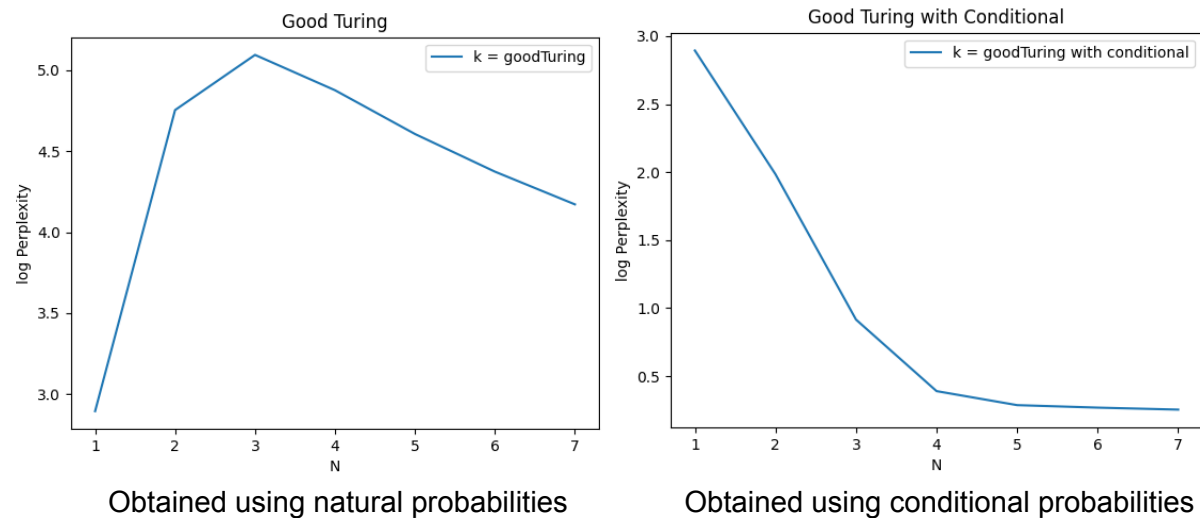 Good Turing
k = goodTuring
5.0
4.5
4.0
3.5
3.0
log Perplexity
1 2 3 4 5 6 7
N
Obtained using natural probabilities
Good Turing with Conditional
k = goodTuring with conditional
3.0
2.5
2.0
1.5
1.0
0.5
log Perplexity
1 2 3 4 5 6 7
N
Obtained using conditional probabilities